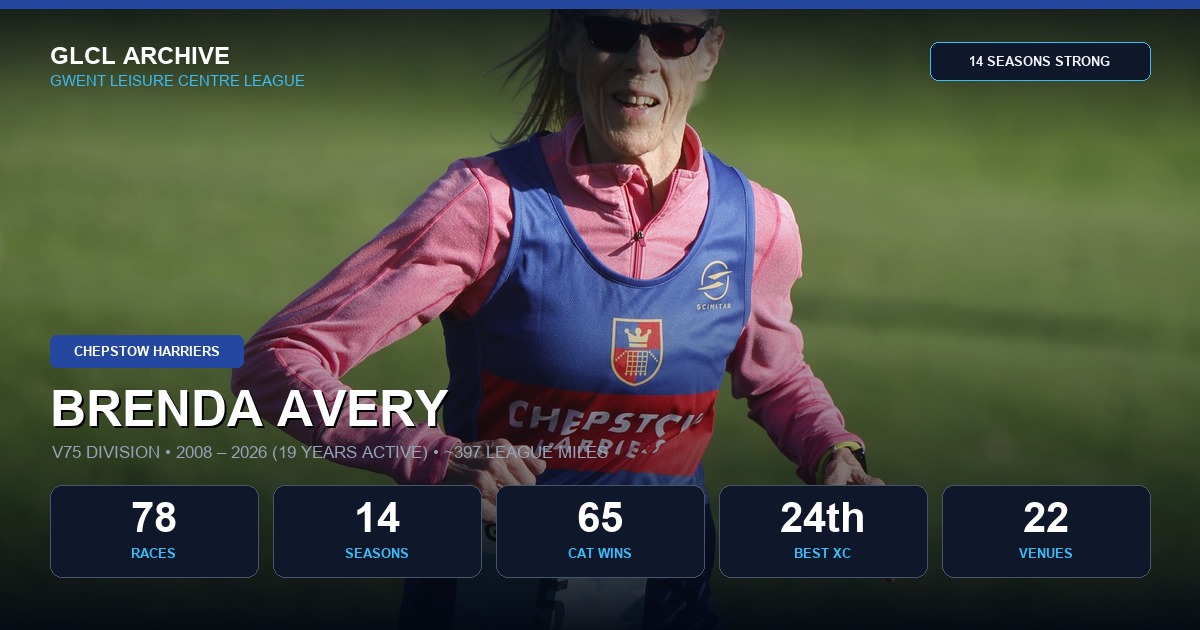 GLCL ARCHIVE
GWENT LEISURE CENTRE LEAGUE
14 SEASONS STRONG
SCIMITAR
CHEPSTOW HARRIERS
BRENDA AVERY
CHEPSTOW
HARRIERS
V75 DIVISION • 2008 – 2026 (19 YEARS ACTIVE) • ~397 LEAGUE MILES
78
RACES
14
SEASONS
65
CAT WINS
24th
BEST XC
22
VENUES